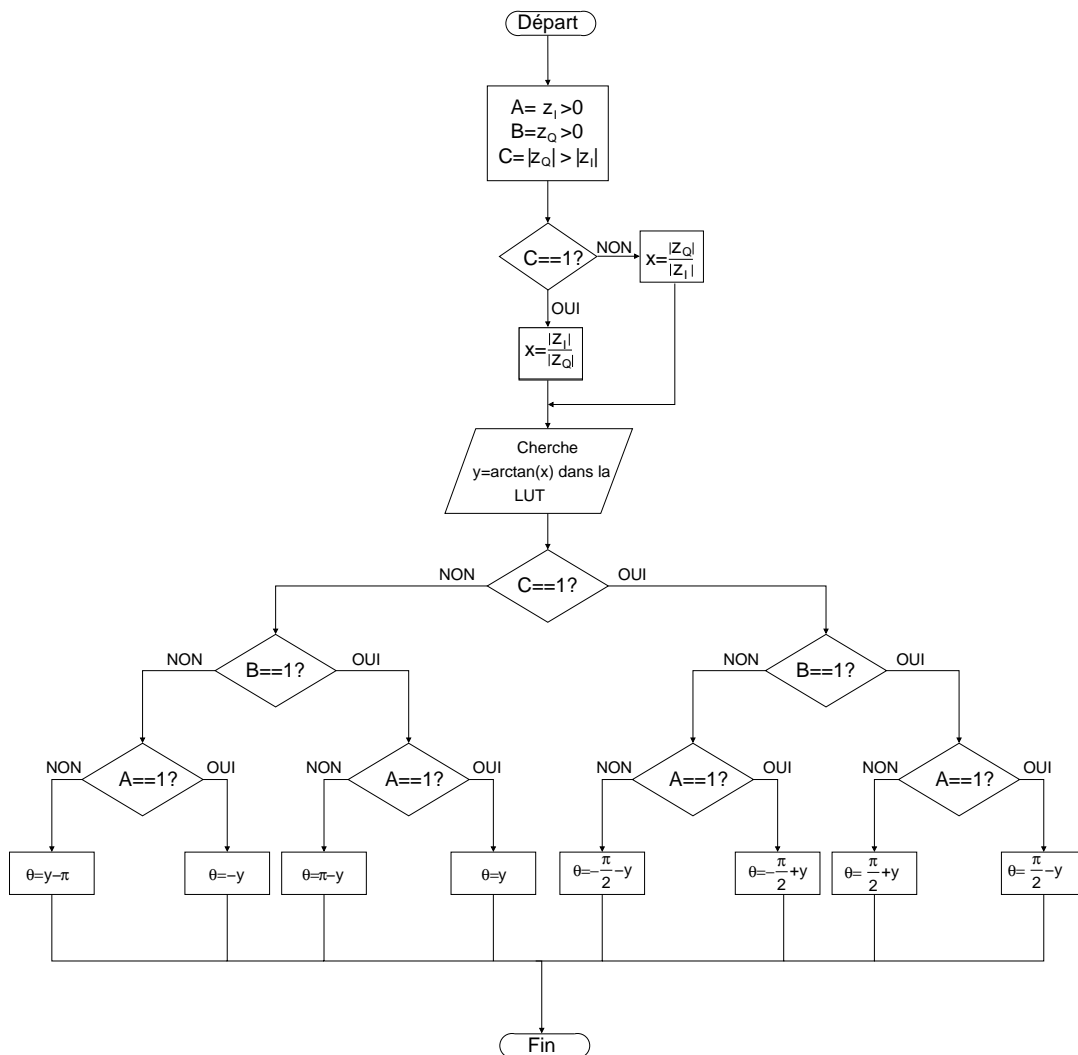 Départ
A= z_I >0
B=z_Q >0
C=|z_Q| > |z_I|
C==1?
NON
x=|z_Q|/|z_I|
OUI
x=|z_I|/|z_Q|
Cherche
y=arctan(x) dans la
LUT
NON
C==1?
OUI
NON
B==1?
OUI
NON
B==1?
OUI
NON
A==1?
OUI
NON
A==1?
OUI
NON
A==1?
OUI
NON
A==1?
OUI
θ=y−π
θ=−y
θ=π−y
θ=y
θ=−π/2−y
θ=−π/2+y
θ=π/2+y
θ=π/2−y
Fin